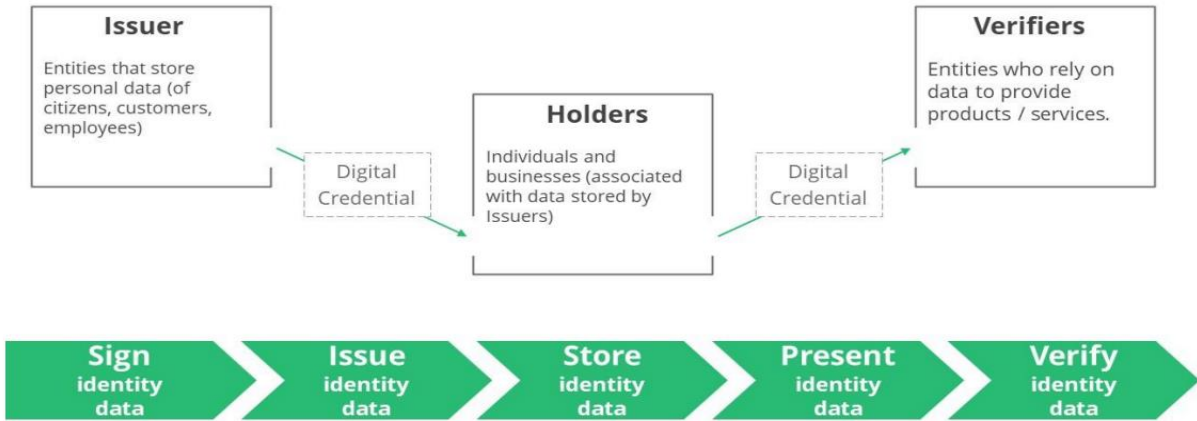 Issuer
Entities that store
personal data (of
citizens, customers,
employees)
Digital
Credential
Holders
Individuals and
businesses (associated
with data stored by
Issuers)
Digital
Credential
Verifiers
Entities who rely on
data to provide
products / services.
Sign
identity
data
Issue
identity
data
Store
identity
data
Present
identity
data
Verify
identity
data